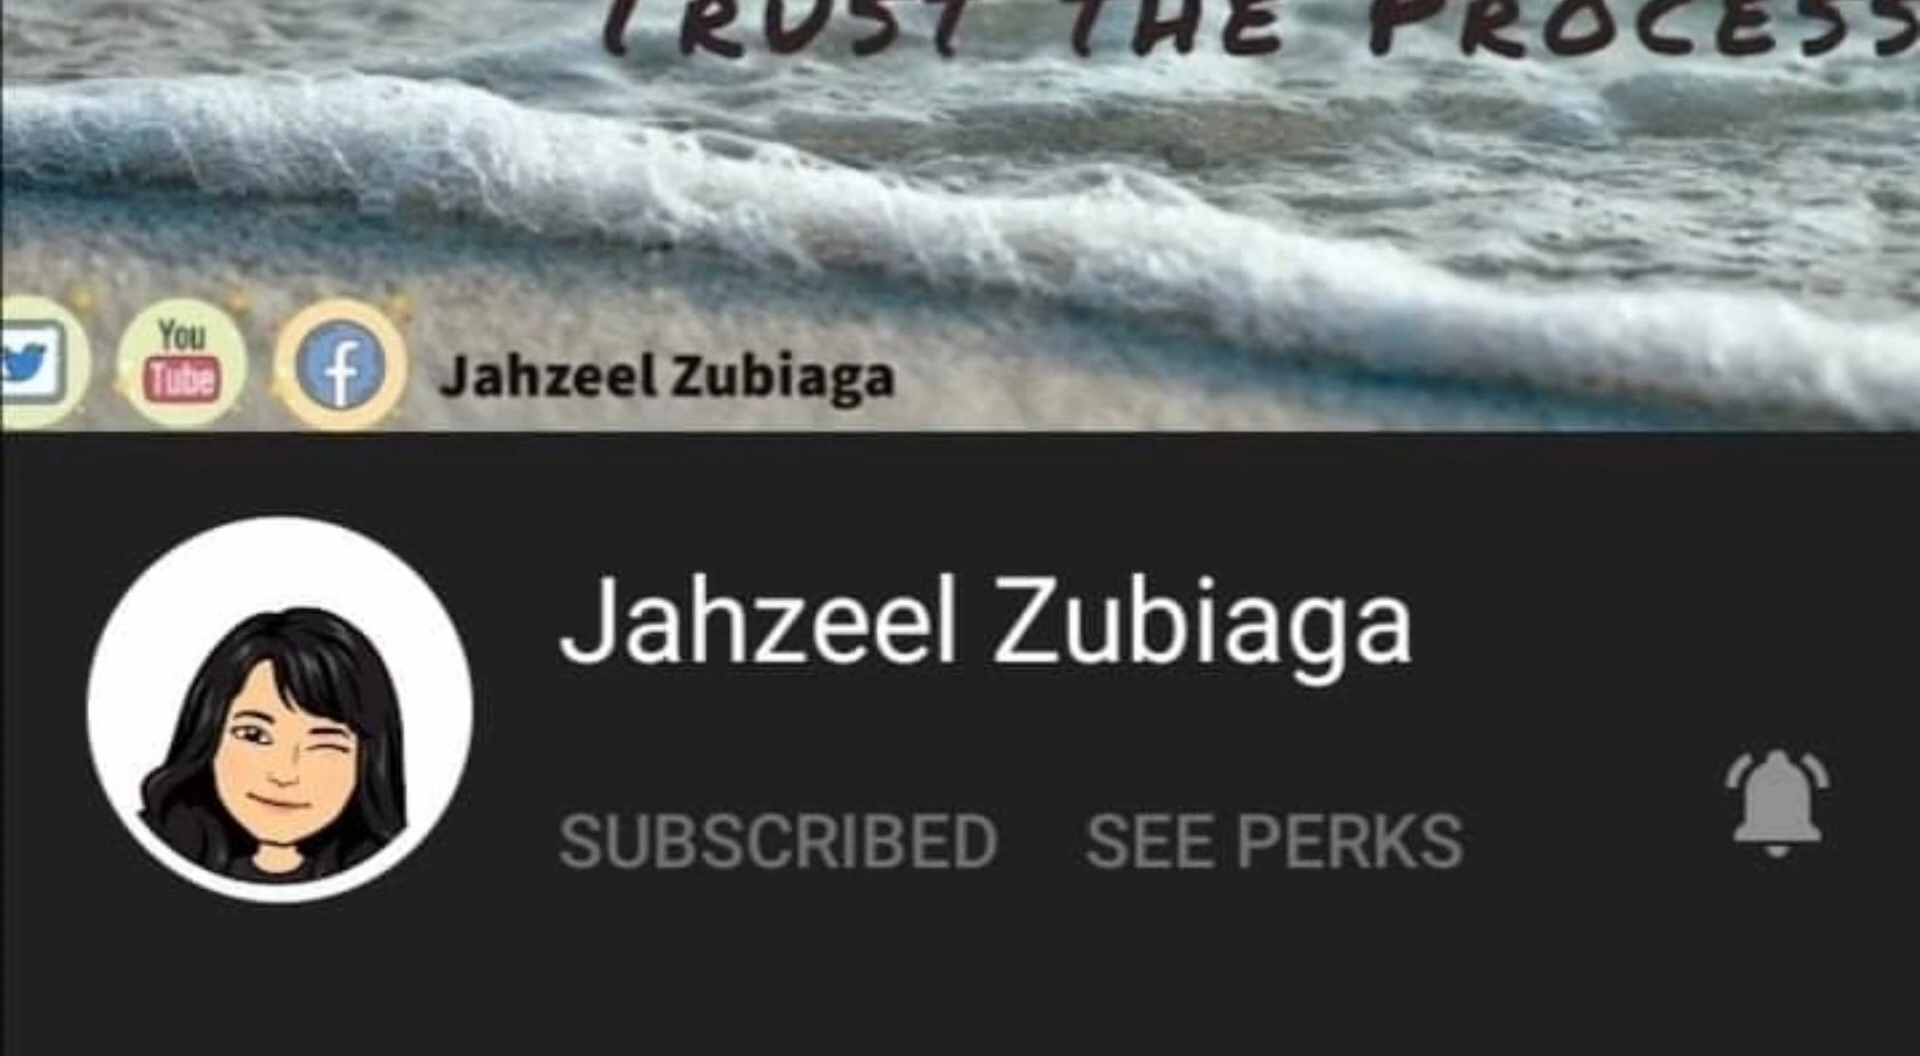 TRUST THE PROCESS
You
Tube
f
Jahzeel Zubiaga
Jahzeel Zubiaga
SUBSCRIBED SEE PERKS